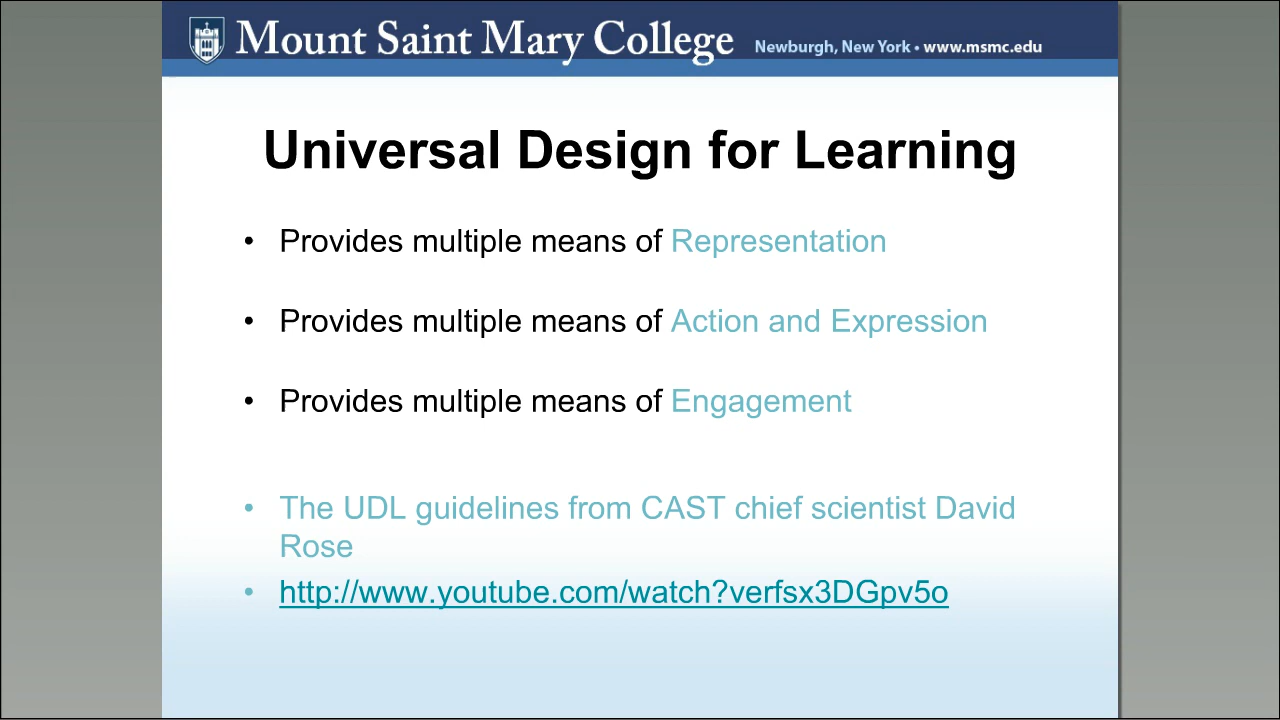 Mount Saint Mary College Newburgh, New York • www.msmc.edu
Universal Design for Learning
• Provides multiple means of Representation
• Provides multiple means of Action and Expression
• Provides multiple means of Engagement
• The UDL guidelines from CAST chief scientist David
Rose
• http://www.youtube.com/watch?verfsx3DGpv5o